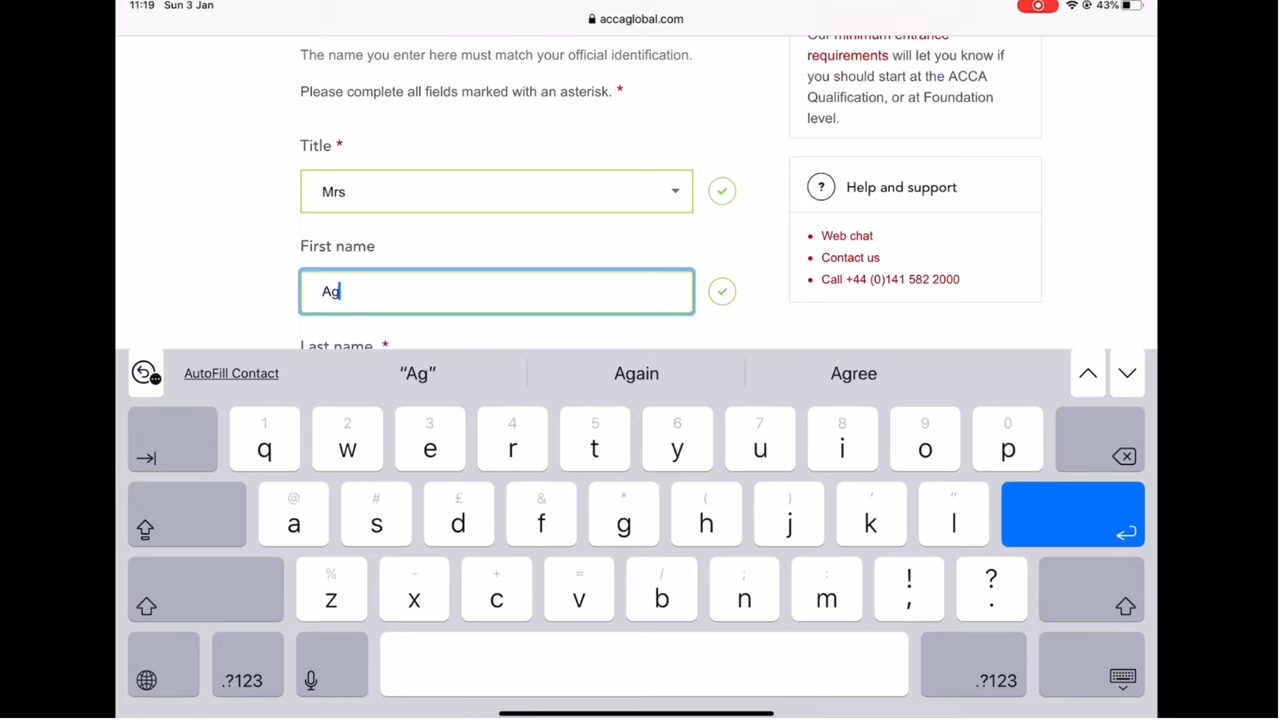 11:19 Sun 3 Jan
43%
accaglobal.com
The name you enter here must match your official identification.
Please complete all fields marked with an asterisk. *
Title *
Mrs
First name
Ag
Last name *
Our minimum entrance
requirements will let you know if
you should start at the ACCA
Qualification, or at Foundation
level.
? Help and support
• Web chat
• Contact us
• Call +44 (0)141 582 2000
AutoFill Contact
“Ag”
Again
Agree
1 2 3 4 5 6 7 8 9 0
q w e r t y u i o p
@ # £ & * ( ) ' "
a s d f g h j k l
% - + = / ; : ! ?
z x c v b n m , .
.?123 .?123